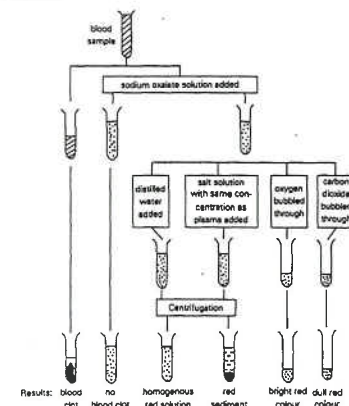 blood
sample
sodium oxalate solution added
distilled
water
added
salt solution
with same con-
centration as
plasma added
oxygen
bubbled
through
carbon
dioxide
bubbled
through
Centrifugation
Results:
blood
clot
no
blood clot
homogenous
red solution
red
sediment
bright red
colour
dull red
colour